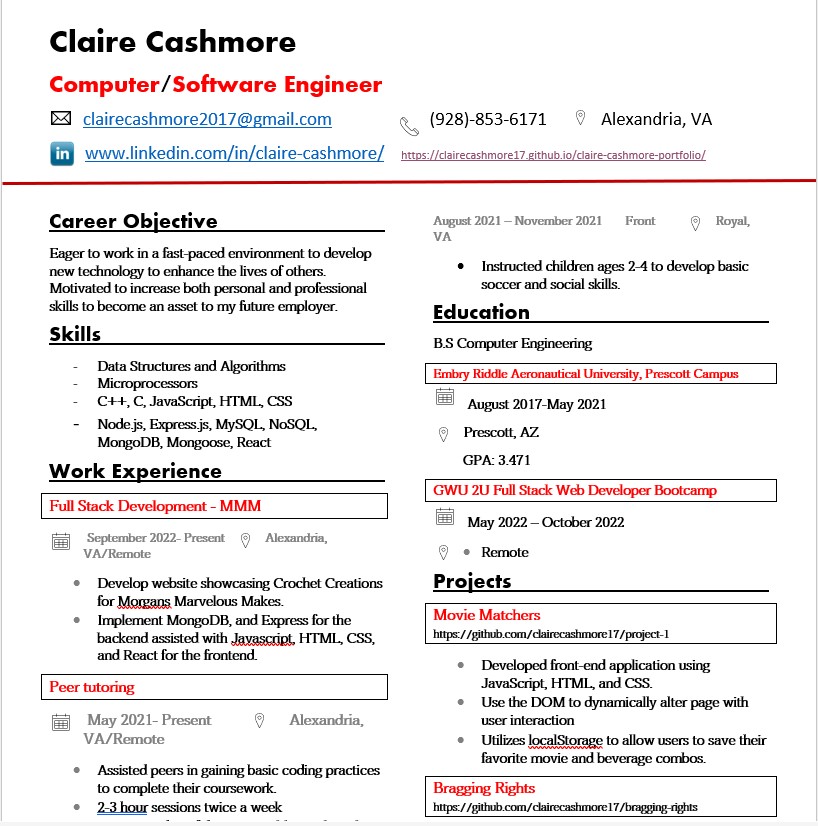 Claire Cashmore
Computer/Software Engineer
clairecashmore2017@gmail.com
(928)-853-6171
Alexandria, VA
in
www.linkedin.com/in/claire-cashmore/
https://clairecashmore17.github.io/claire-cashmore-portfolio/
Career Objective
Eager to work in a fast-paced environment to develop
new technology to enhance the lives of others.
Motivated to increase both personal and professional
skills to become an asset to my future employer.
Skills
- Data Structures and Algorithms
- Microprocessors
- C++, C, JavaScript, HTML, CSS
- Node.js, Express.js, MySQL, NoSQL,
MongoDB, Mongoose, React
Work Experience
Full Stack Development - MMM
September 2022- Present Alexandria,
VA/Remote
• Develop website showcasing Crochet Creations
for Morgans Marvelous Makes.
• Implement MongoDB, and Express for the
backend assisted with Javascript, HTML, CSS,
and React for the frontend.
Peer tutoring
May 2021- Present Alexandria,
VA/Remote
• Assisted peers in gaining basic coding practices
to complete their coursework.
• 2-3 hour sessions twice a week
August 2021 – November 2021 Front Royal,
VA
• Instructed children ages 2-4 to develop basic
soccer and social skills.
Education
B.S Computer Engineering
Embry Riddle Aeronautical University, Prescott Campus
August 2017-May 2021
Prescott, AZ
GPA: 3.471
GWU 2U Full Stack Web Developer Bootcamp
May 2022 – October 2022
• Remote
Projects
Movie Matchers
https://github.com/clairecashmore17/project-1
• Developed front-end application using
JavaScript, HTML, and CSS.
• Use the DOM to dynamically alter page with
user interaction
• Utilizes localStorage to allow users to save their
favorite movie and beverage combos.
Bragging Rights
https://github.com/clairecashmore17/bragging-rights